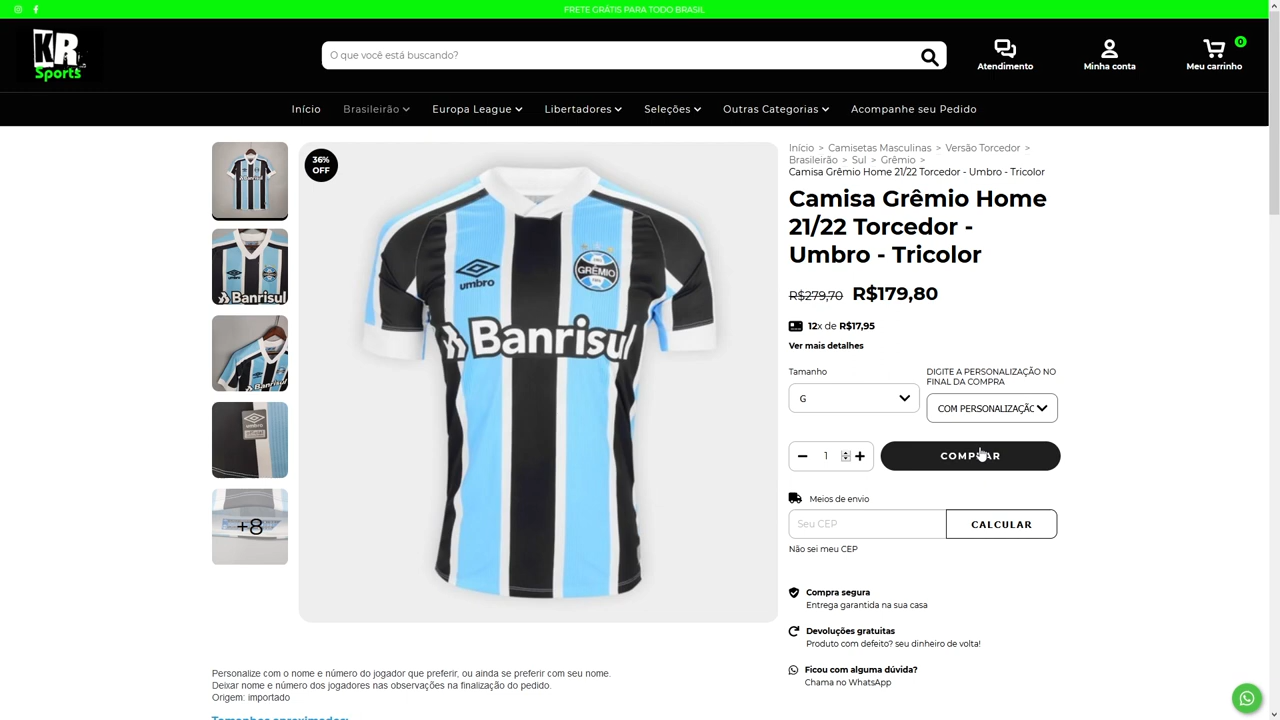 FRETE GRÁTIS PARA TODO BRASIL
KR
Sports
O que você está buscando?
Atendimento
Minha conta
0
Meu carrinho
Início
Brasileirão
Europa League
Libertadores
Seleções
Outras Categorias
Acompanhe seu Pedido
36%
OFF
umbro
GRÊMIO
Banrisul
Banrisul
umbro
+8
Início > Camisetas Masculinas > Versão Torcedor >
Brasileirão > Sul > Grêmio >
Camisa Grêmio Home 21/22 Torcedor - Umbro - Tricolor
Camisa Grêmio Home
21/22 Torcedor -
Umbro - Tricolor
R$279,70 R$179,80
12x de R$17,95
Ver mais detalhes
Tamanho
G
DIGITE A PERSONALIZAÇÃO NO
FINAL DA COMPRA
COM PERSONALIZAÇÃO
1
COMPRAR
Meios de envio
Seu CEP
CALCULAR
Não sei meu CEP
Compra segura
Entrega garantida na sua casa
Devoluções gratuitas
Produto com defeito? seu dinheiro de volta!
Ficou com alguma dúvida?
Chama no WhatsApp
Personalize com o nome e número do jogador que preferir, ou ainda se preferir com seu nome.
Deixar nome e número dos jogadores nas observações na finalização do pedido.
Origem: importado
Tamanhos aproximados: